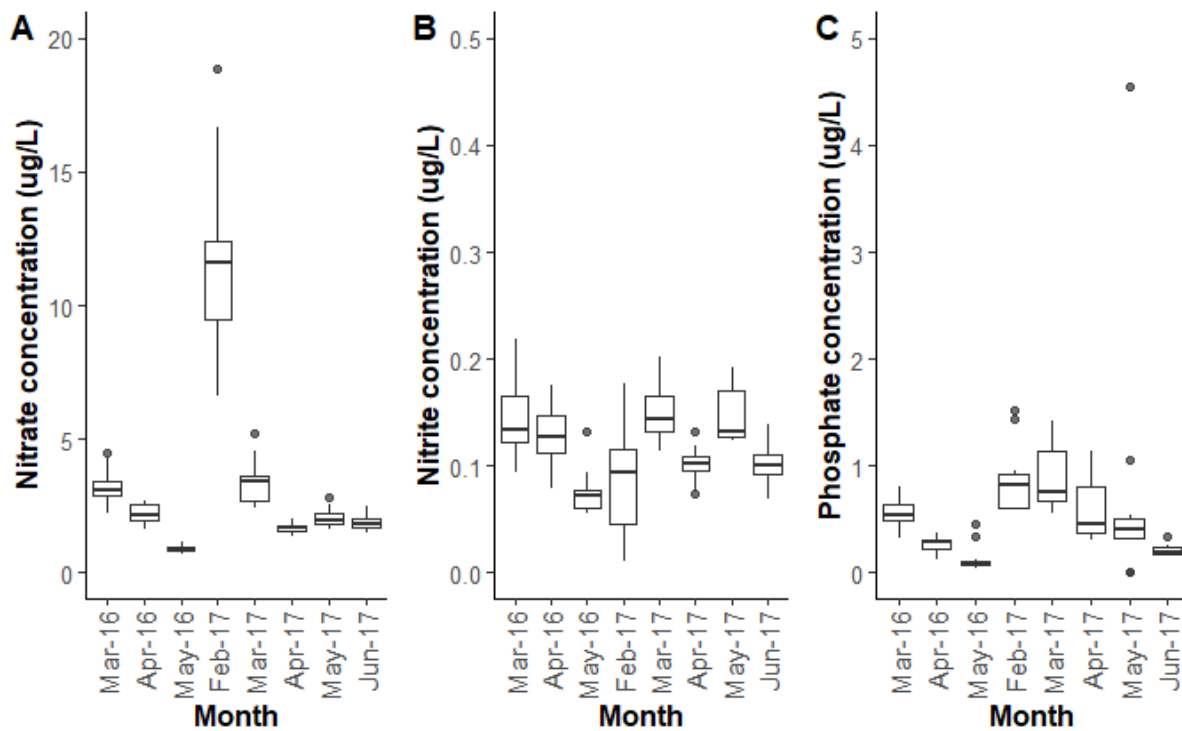 A
Nitrate concentration (ug/L)
20
15
10
5
0
Mar-16
Apr-16
May-16
Feb-17
Mar-17
Apr-17
May-17
Jun-17
Month
B
Nitrite concentration (ug/L)
0.5
0.4
0.3
0.2
0.1
0.0
Mar-16
Apr-16
May-16
Feb-17
Mar-17
Apr-17
May-17
Jun-17
Month
C
Phosphate concentration (ug/L)
5
4
3
2
1
0
Mar-16
Apr-16
May-16
Feb-17
Mar-17
Apr-17
May-17
Jun-17
Month